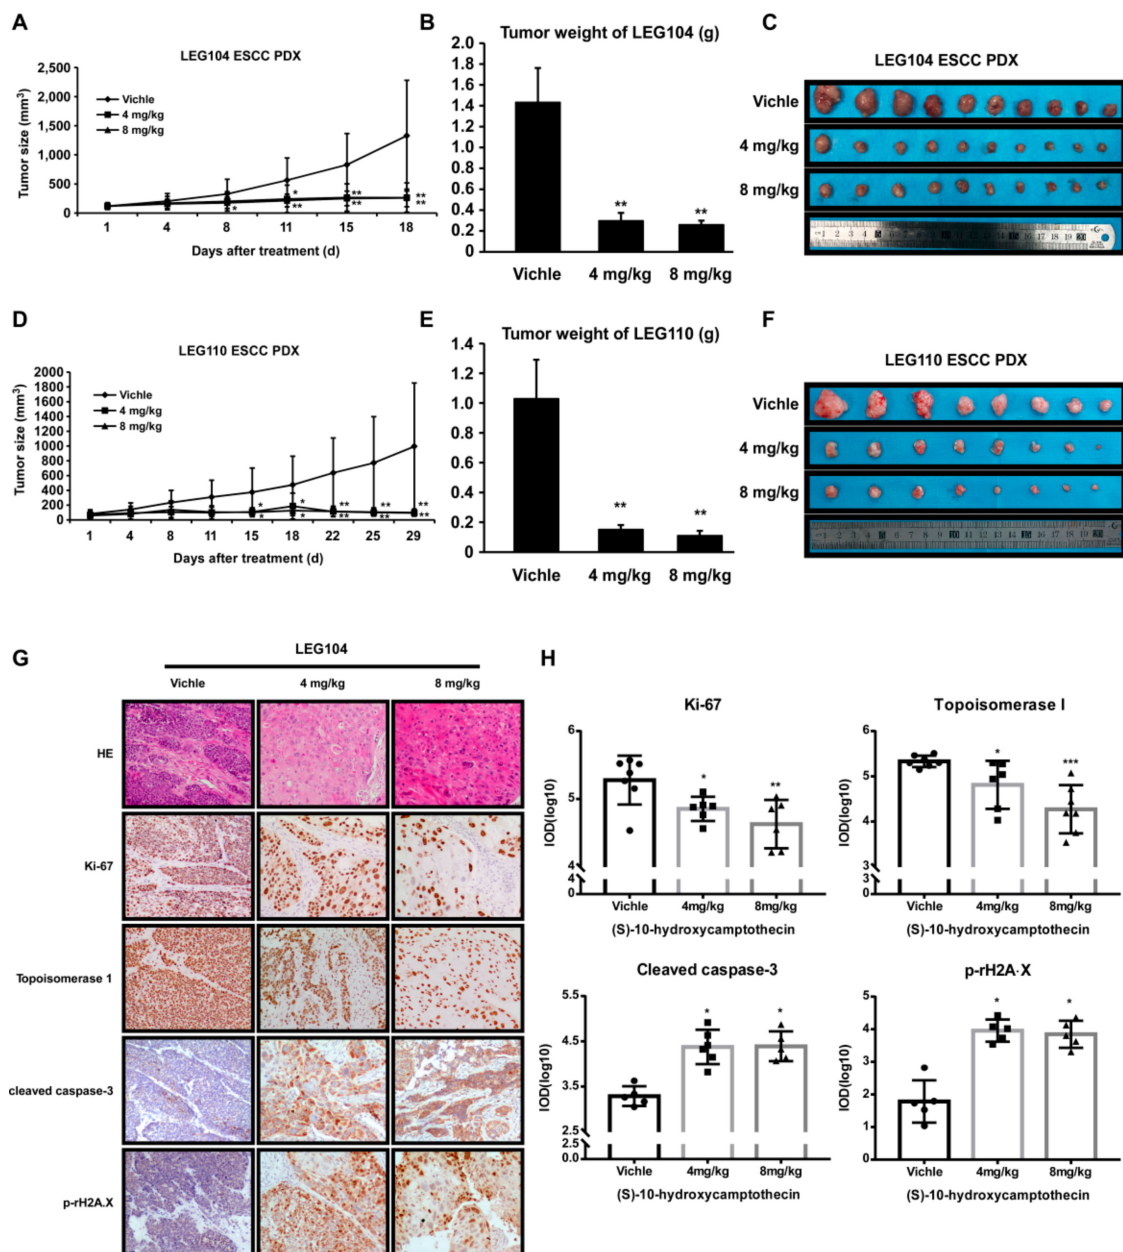 A
LEG104 ESCC PDX
Tumor size (mm³)
2,500
2,000
1,500
1,000
500
0
Vichle
4 mg/kg
8 mg/kg
* * ** **
* ** ** **
1 4 8 11 15 18
Days after treatment (d)
B
Tumor weight of LEG104 (g)
2.0
1.8
1.6
1.4
1.2
1.0
0.8
0.6
0.4
0.2
0
** **
Vichle 4 mg/kg 8 mg/kg
C
LEG104 ESCC PDX
Vichle
4 mg/kg
8 mg/kg
D
LEG110 ESCC PDX
Tumor size (mm³)
2000
1800
1600
1400
1200
1000
800
600
400
200
0
Vichle
4 mg/kg
8 mg/kg
* * ** ** **
* * ** ** **
1 4 8 11 15 18 22 25 29
Days after treatment (d)
E
Tumor weight of LEG110 (g)
1.4
1.2
1.0
0.8
0.6
0.4
0.2
0
** **
Vichle 4 mg/kg 8 mg/kg
F
LEG110 ESCC PDX
Vichle
4 mg/kg
8 mg/kg
G
LEG104
Vichle 4 mg/kg 8 mg/kg
HE
Ki-67
Topoisomerase 1
cleaved caspase-3
p-rH2A.X
H
Ki-67
IOD(log10)
6
5
4
4
0
* **
Vichle 4mg/kg 8mg/kg
(S)-10-hydroxycamptothecin
Topoisomerase I
IOD(log10)
6
5
4
3
3
0
* ***
Vichle 4mg/kg 8mg/kg
(S)-10-hydroxycamptothecin
Cleaved caspase-3
IOD(log10)
5.5
4.5
3.5
2.5
2.5
0.0
* *
Vichle 4mg/kg 8mg/kg
(S)-10-hydroxycamptothecin
p-rH2A·X
IOD(log10)
5
4
3
2
1
0
* *
Vichle 4mg/kg 8mg/kg
(S)-10-hydroxycamptothecin